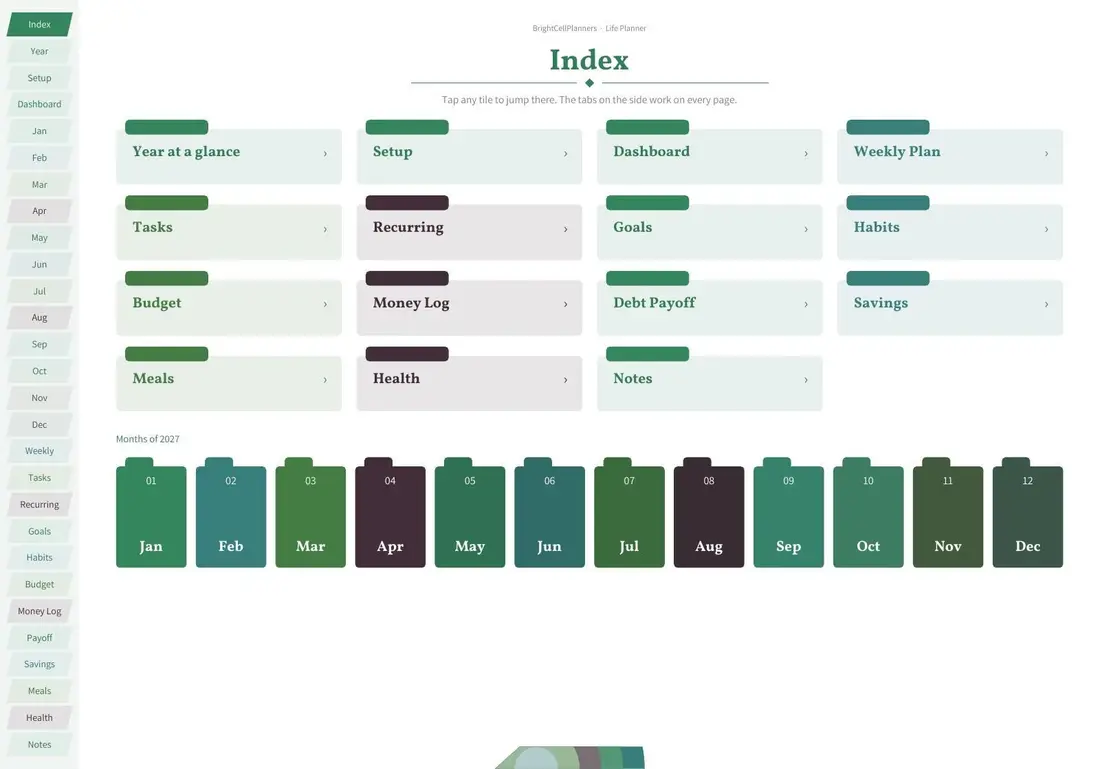 Index
Year
Setup
Dashboard
Jan
Feb
Mar
Apr
May
Jun
Jul
Aug
Sep
Oct
Nov
Dec
Weekly
Tasks
Recurring
Goals
Habits
Budget
Money Log
Payoff
Savings
Meals
Health
Notes
BrightCellPlanners · Life Planner
Index
Tap any tile to jump there. The tabs on the side work on every page.
Year at a glance ›
Setup ›
Dashboard ›
Weekly Plan ›
Tasks ›
Recurring ›
Goals ›
Habits ›
Budget ›
Money Log ›
Debt Payoff ›
Savings ›
Meals ›
Health ›
Notes ›
Months of 2027
01 02 03 04 05 06 07 08 09 10 11 12
Jan Feb Mar Apr May Jun Jul Aug Sep Oct Nov Dec